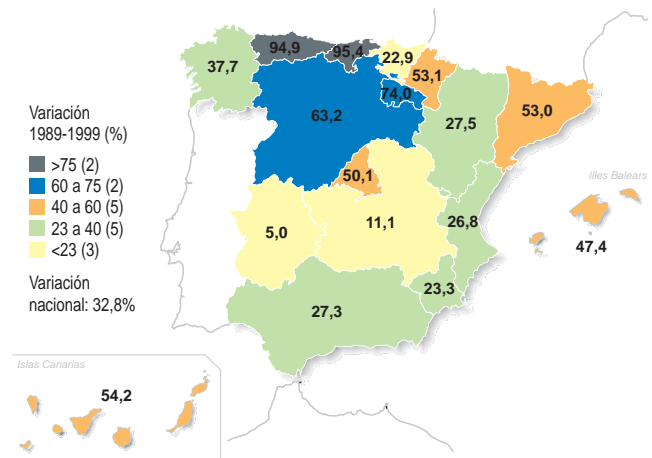 94,9
95,4
22,9
37,7
53,1
74,0
53,0
63,2
27,5
Variación
1989-1999 (%)
>75 (2)
60 a 75 (2)
40 a 60 (5)
23 a 40 (5)
<23 (3)
Variación
nacional: 32,8%
50,1
Illes Balears
5,0
11,1
26,8
47,4
23,3
27,3
Islas Canarias
54,2